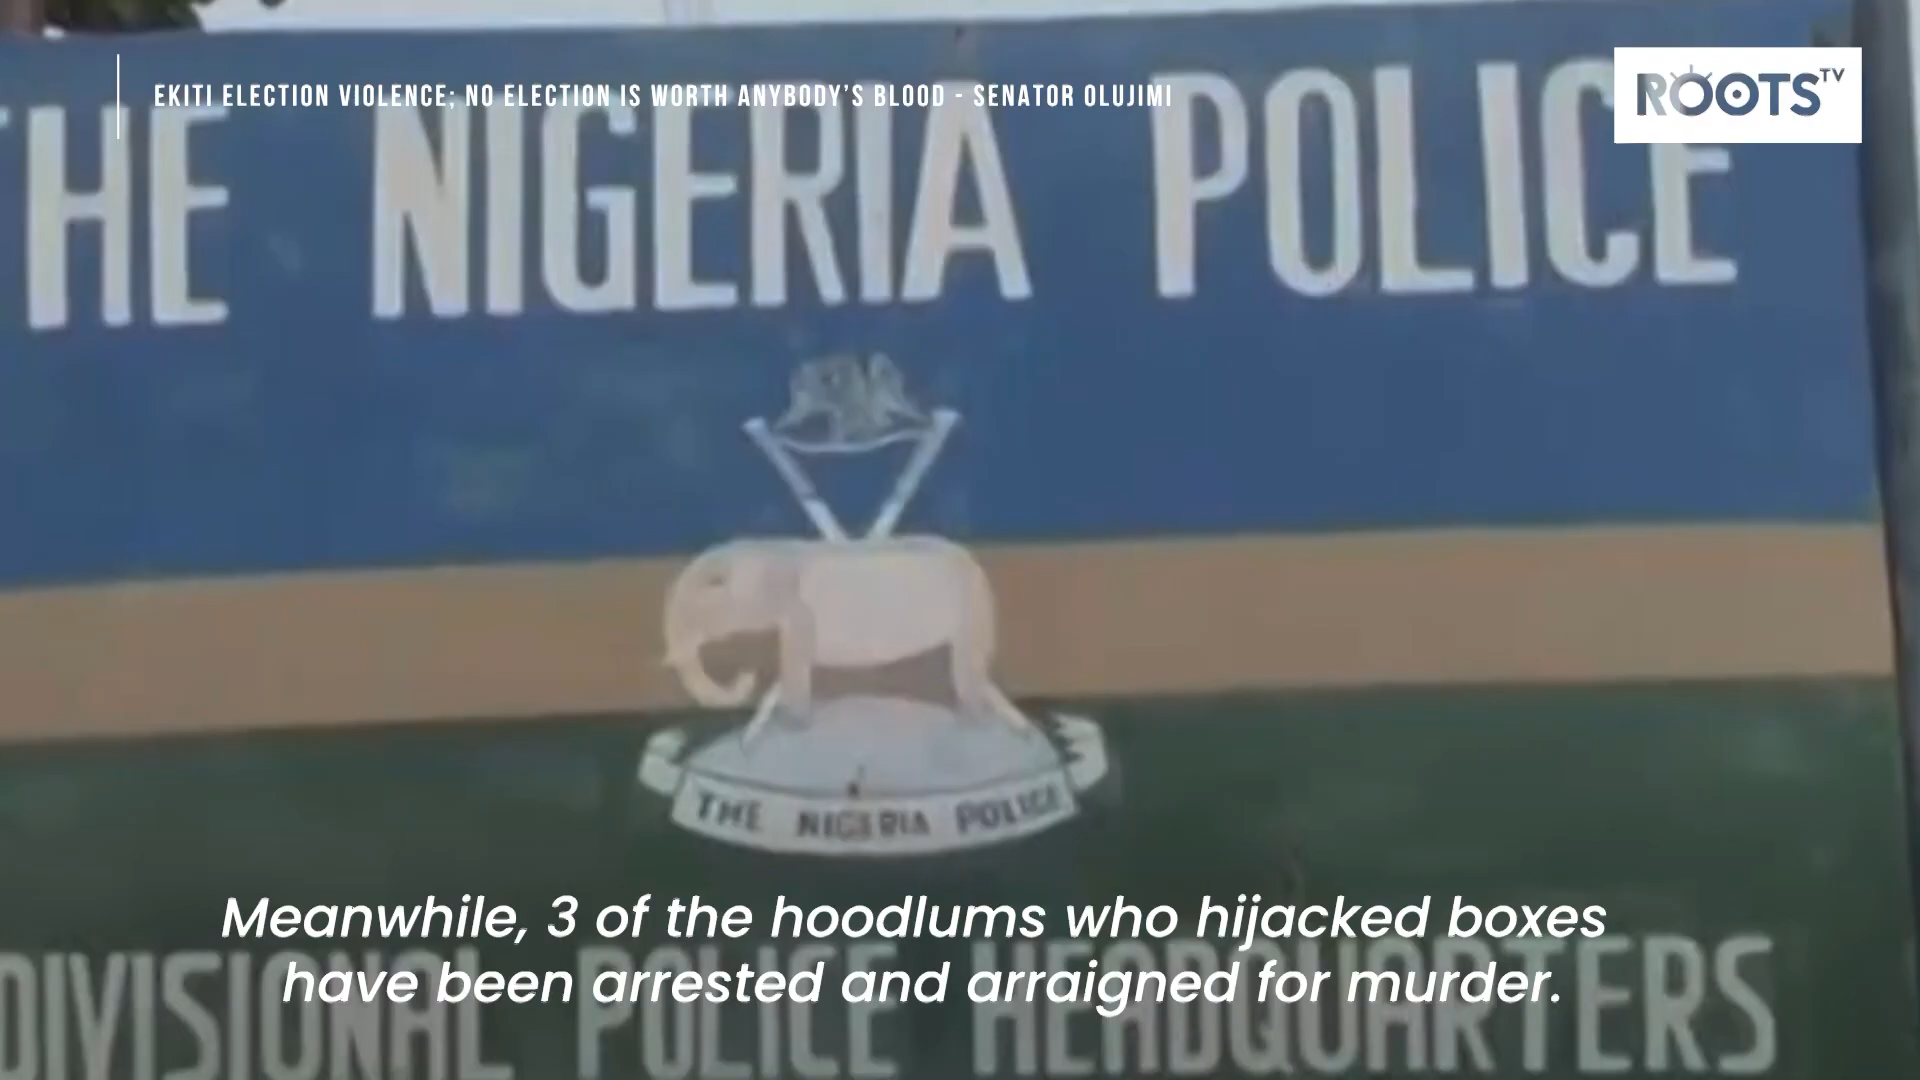 EKITI ELECTION VIOLENCE; NO ELECTION IS WORTH ANYBODY'S BLOOD - SENATOR OLUJIMI
ROOTS TV
THE NIGERIA POLICE
THE NIGERIA POLICE
Meanwhile, 3 of the hoodlums who hijacked boxes
have been arrested and arraigned for murder.
DIVISIONAL POLICE HEADQUARTERS